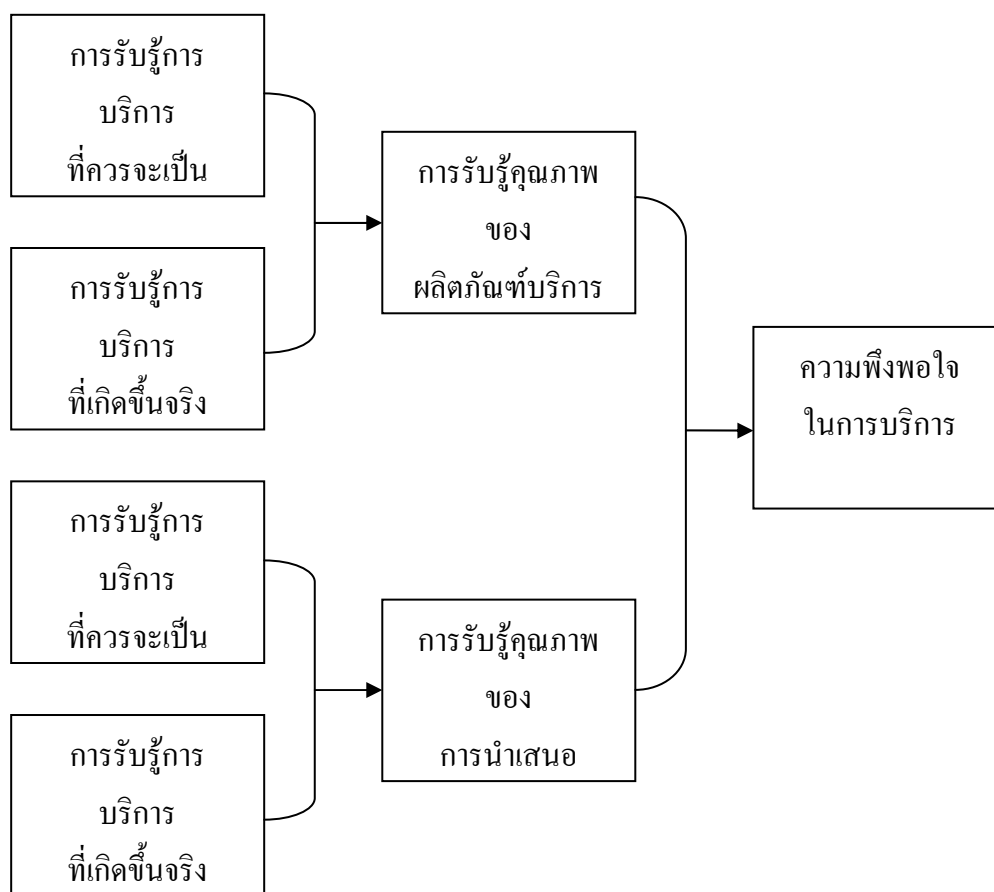 การรับรู้การ
บริการ
ที่ควรจะเป็น
การรับรู้การ
บริการ
ที่เกิดขึ้นจริง
การรับรู้คุณภาพ
ของ
ผลิตภัณฑ์บริการ
ความพึงพอใจ
ในการบริการ
การรับรู้การ
บริการ
ที่ควรจะเป็น
การรับรู้การ
บริการ
ที่เกิดขึ้นจริง
การรับรู้คุณภาพ
ของ
การนำเสนอ